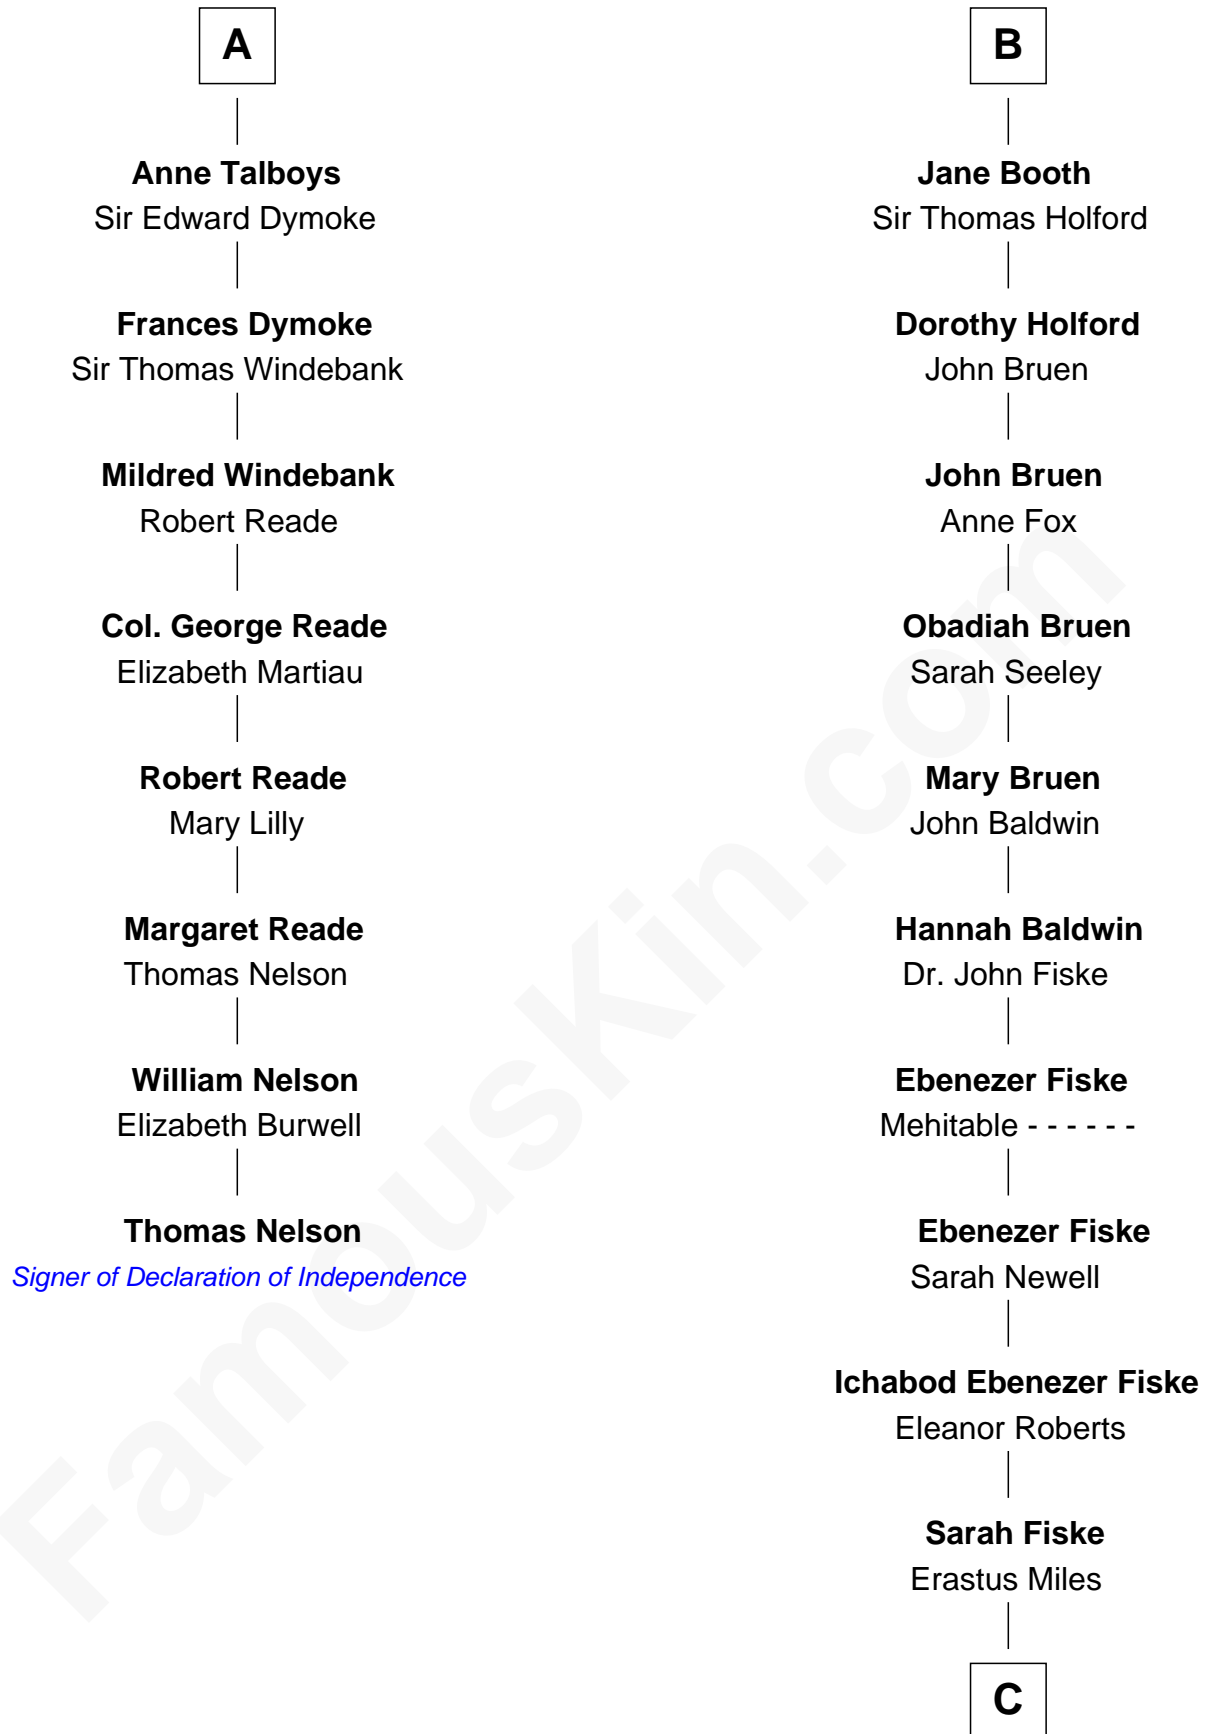 A
Anne Talboys
Sir Edward Dymoke
Frances Dymoke
Sir Thomas Windebank
Mildred Windebank
Robert Reade
Col. George Reade
Elizabeth Martiau
Robert Reade
Mary Lilly
Margaret Reade
Thomas Nelson
William Nelson
Elizabeth Burwell
Thomas Nelson
Signer of Declaration of Independence
B
Jane Booth
Sir Thomas Holford
Dorothy Holford
John Bruen
John Bruen
Anne Fox
Obadiah Bruen
Sarah Seeley
Mary Bruen
John Baldwin
Hannah Baldwin
Dr. John Fiske
Ebenezer Fiske
Mehitable - - - - - -
Ebenezer Fiske
Sarah Newell
Ichabod Ebenezer Fiske
Eleanor Roberts
Sarah Fiske
Erastus Miles
C
FamousKin.com